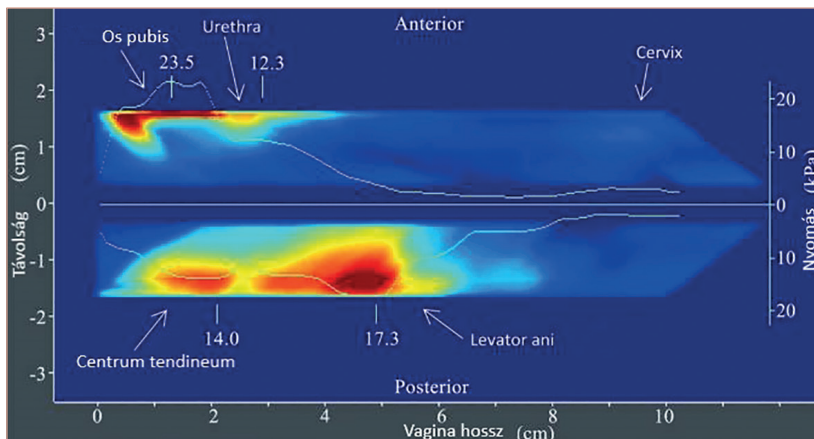 Anterior
Os pubis
Urethra
23.5
12.3
Cervix
3
2
1
0
-1
-2
-3
Távolság (cm)
20
10
0
10
20
Nyomás (kPa)
14.0
17.3
Centrum tendineum
Levator ani
Posterior
0 2 4 6 8 10
Vagina hossz (cm)